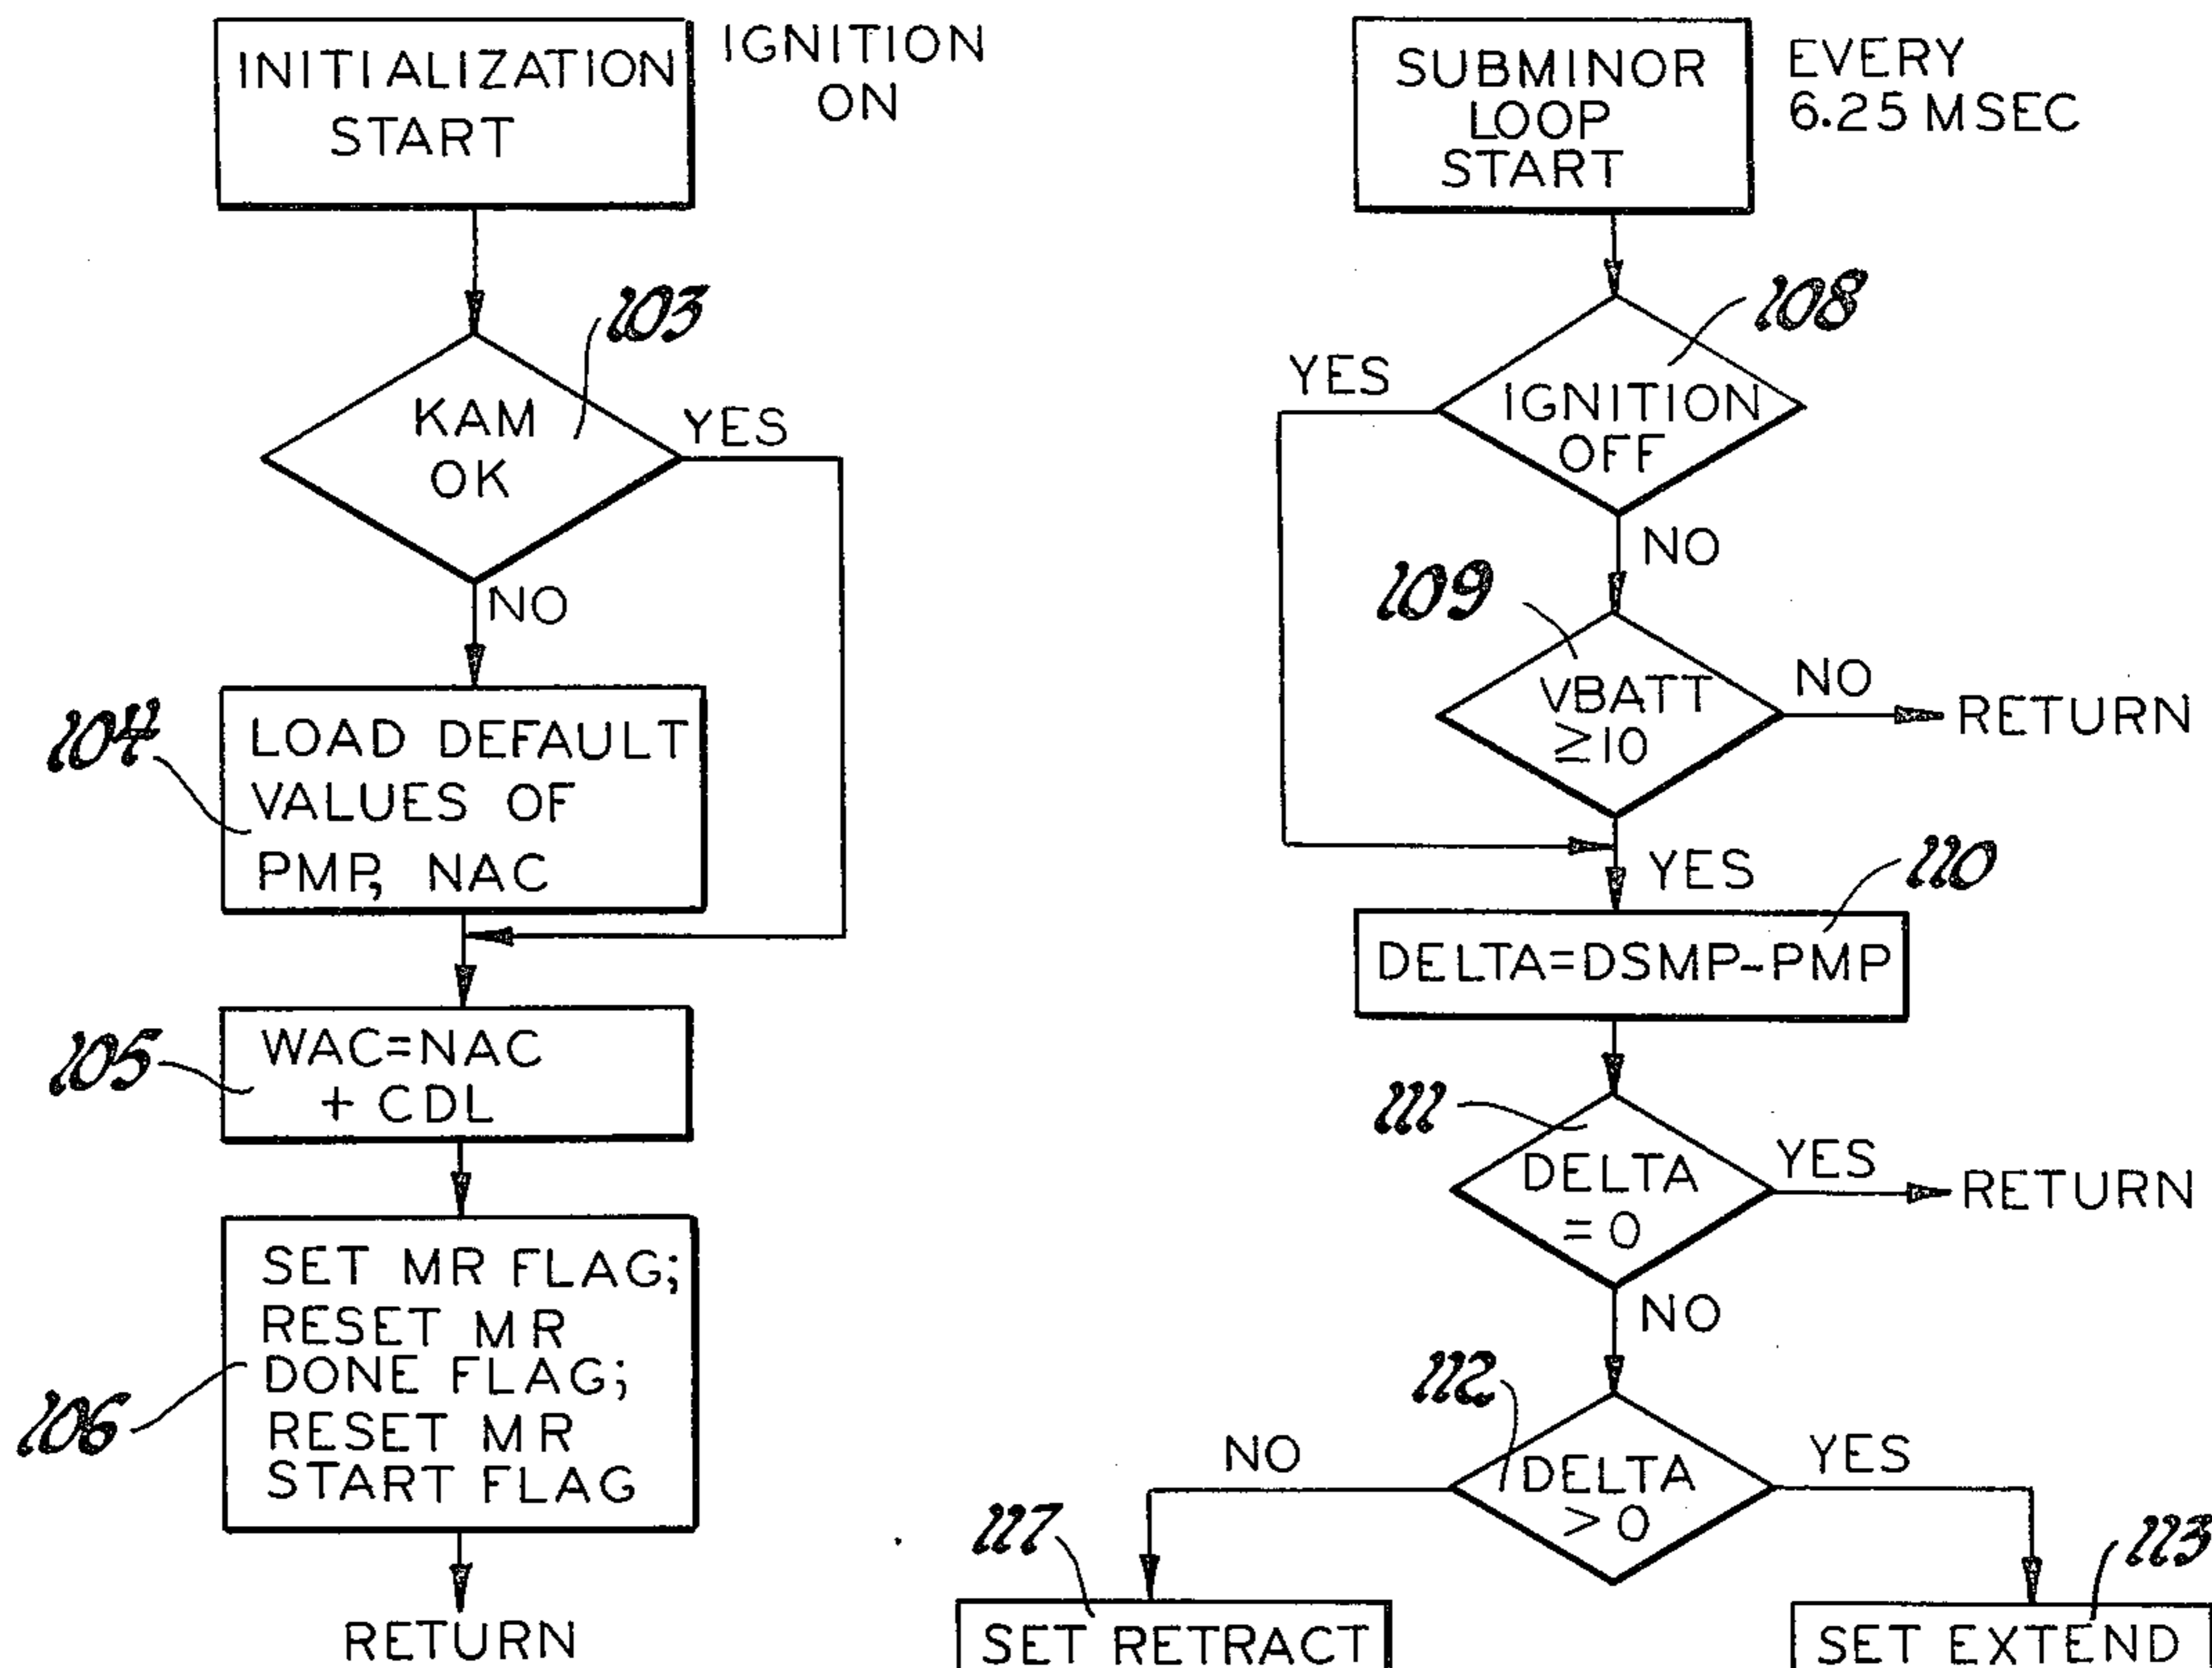 INITIALIZATION
START
IGNITION
ON
103
KAM
OK
YES
NO
104
LOAD DEFAULT
VALUES OF
PMP, NAC
105
WAC=NAC
+ CDL
106
SET MR FLAG;
RESET MR
DONE FLAG;
RESET MR
START FLAG
RETURN
SUBMINOR
LOOP
START
EVERY
6.25 MSEC
108
YES
IGNITION
OFF
NO
109
VBATT
≥10
NO
RETURN
YES
110
DELTA=DSMP-PMP
111
DELTA
=0
YES
RETURN
NO
112
NO
DELTA
>0
YES
117
SET RETRACT
113
SET EXTEND